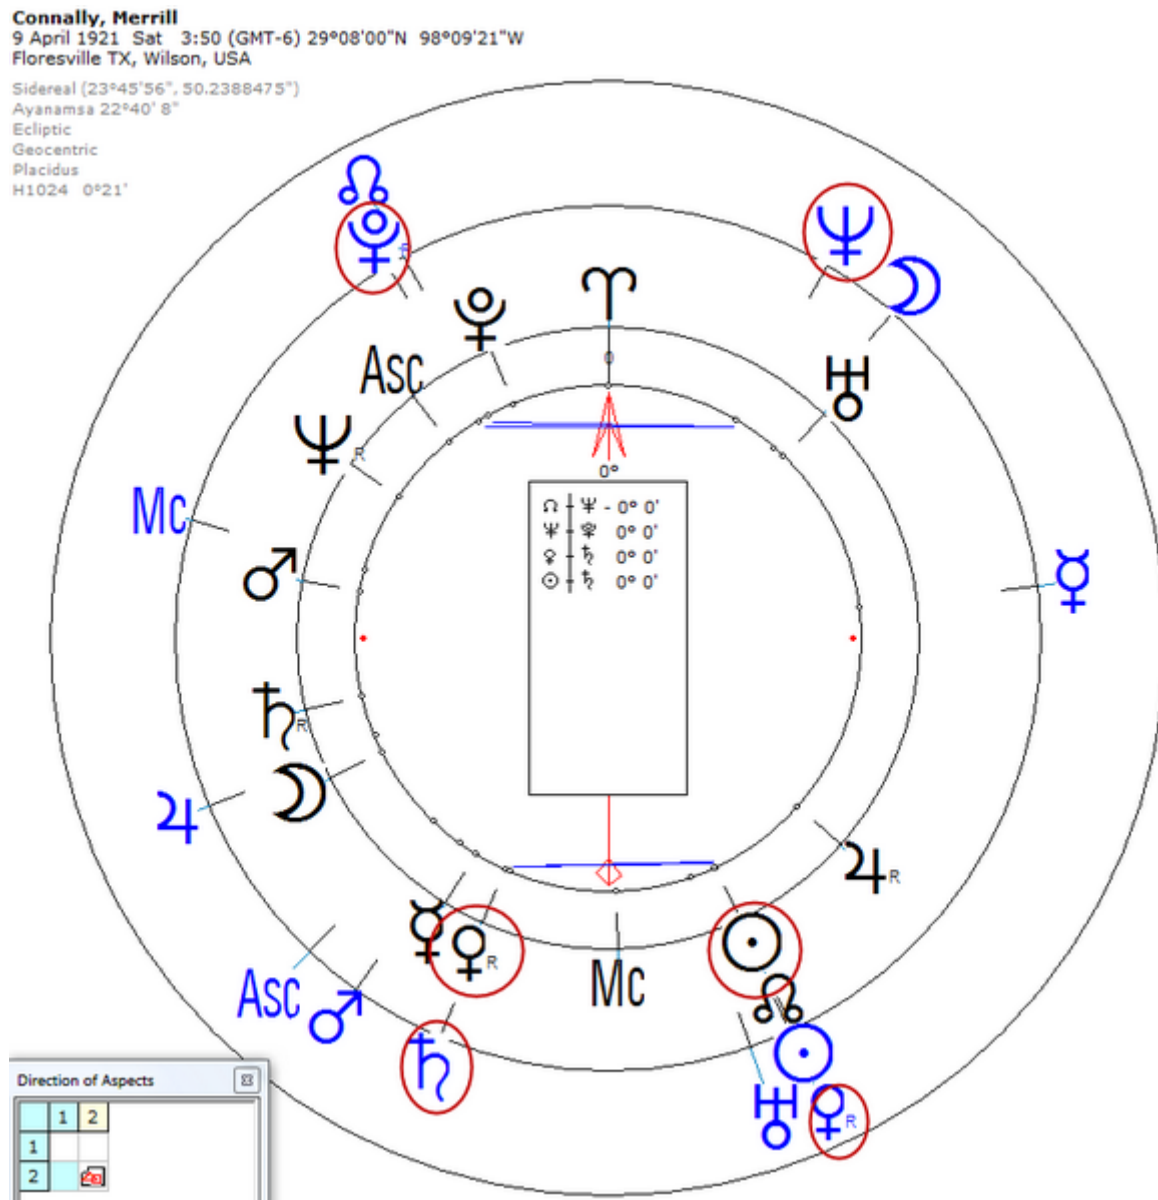 Connally, Merrill
9 April 1921 Sat 3:50 (GMT-6) 29°08'00"N 98°09'21"W
Floresville TX, Wilson, USA
Sidereal (23°45'56", 50.2388475")
Ayanamsa 22°40' 8"
Ecliptic
Geocentric
Placidus
H1024 0°21'
☊
♇ R
♆
☽
♇
♈
Asc
0
♅
♆ R
0°
Mc
☊ ♆ - 0° 0'
♆ ♇ 0° 0'
♀ ♄ 0° 0'
☉ ♄ 0° 0'
♂
☿
♄ R
☽
♃
♃ R
☿ ♀ R
☉
Mc
Asc ♂
☊
♄
☉
♅ ♀ R
Direction of Aspects
1 2
1
2